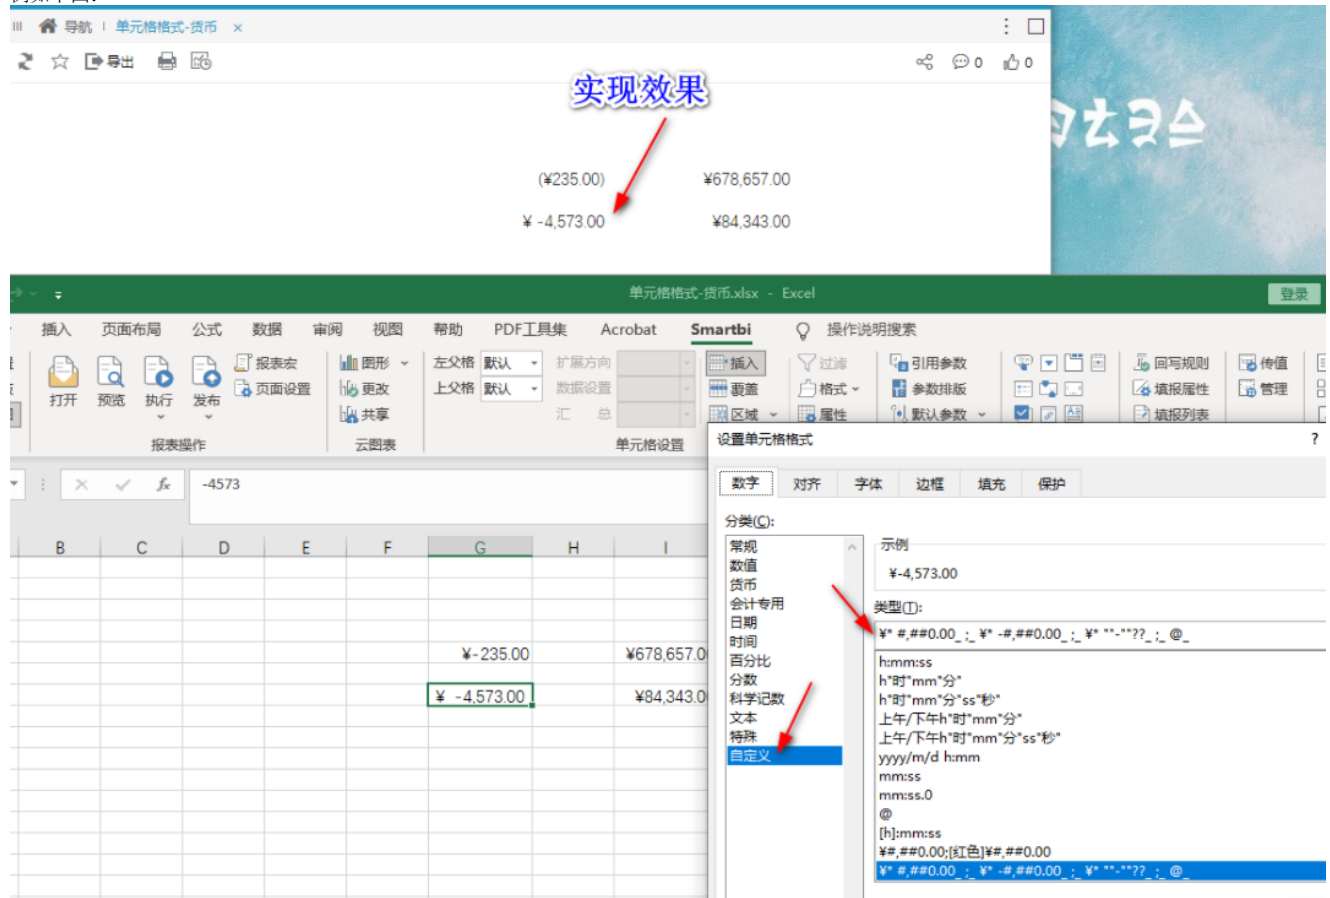 导航 单元格格式-货币 ×
导出 0 0
实现效果
(¥235.00) ¥678,657.00
¥ -4,573.00 ¥84,343.00
单元格格式-货币.xlsx - Excel 登录
插入 页面布局 公式 数据 审阅 视图 帮助 PDF工具集 Acrobat Smartbi 操作说明搜索
打开 预览 执行 发布 报表宏 图形 左父格 默认 扩展方向 插入 过滤 引用参数 回写规则 传值
页面设置 更改 上父格 默认 数据设置 覆盖 格式 参数排版 填报属性 管理
共享 汇 总 区域 属性 默认参数 填报列表
报表操作 云图表 单元格设置
设置单元格格式 ?
fx -4573
数字 对齐 字体 边框 填充 保护
分类(C):
B C D E F G H I
常规
数值
货币
会计专用
日期
时间
百分比
分数
科学记数
文本
特殊
自定义
示例
¥-4,573.00
类型(T):
¥* #,##0.00_;_ ¥* -#,##0.00_;_ ¥* ""-""??_;_ @_
h:mm:ss
h"时"mm"分"
h"时"mm"分"ss"秒"
上午/下午h"时"mm"分"
上午/下午h"时"mm"分"ss"秒"
yyyy/m/d h:mm
mm:ss
mm:ss.0
@
[h]:mm:ss
¥#,##0.00;[红色]¥#,##0.00
¥* #,##0.00_;_ ¥* -#,##0.00_;_ ¥* ""-""??_;_ @_
¥-235.00 ¥678,657.0
¥ -4,573.00 ¥84,343.0